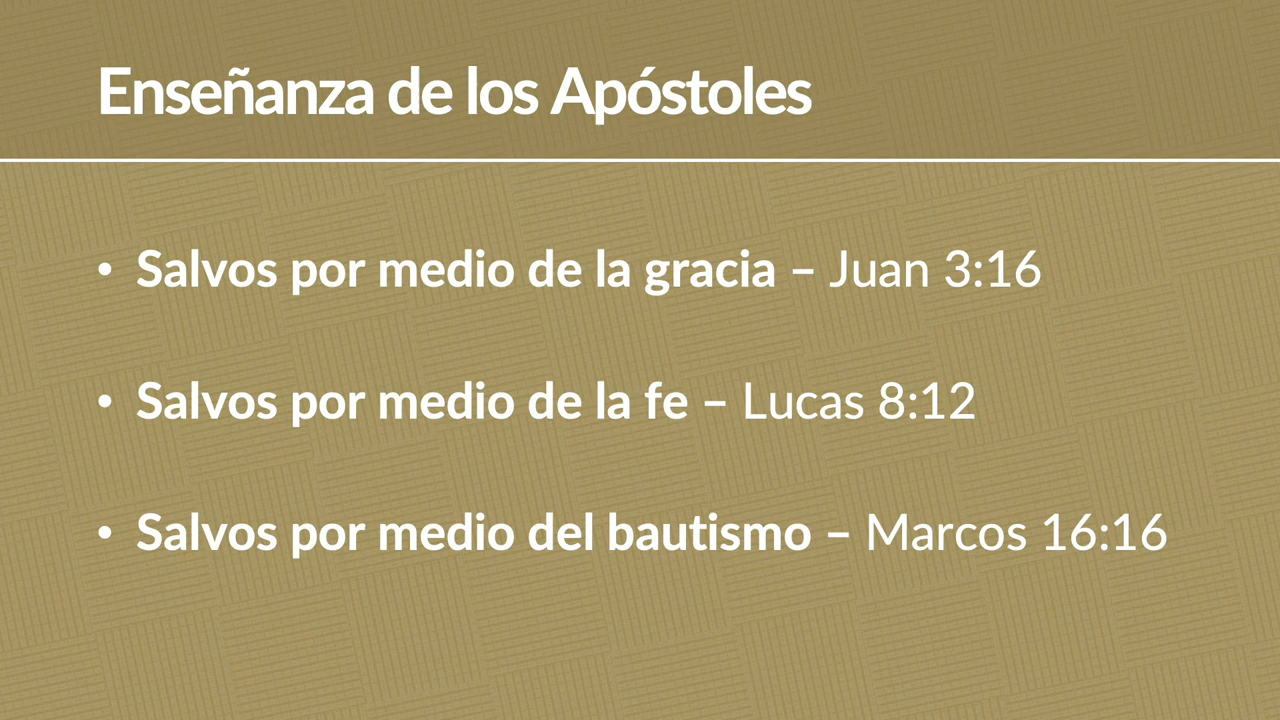 Enseñanza de los Apóstoles
• Salvos por medio de la gracia – Juan 3:16
• Salvos por medio de la fe – Lucas 8:12
• Salvos por medio del bautismo – Marcos 16:16